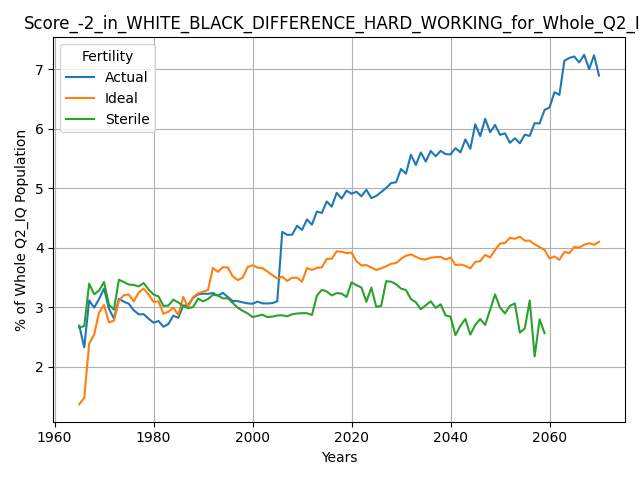 Score_-2_in_WHITE_BLACK_DIFFERENCE_HARD_WORKING_for_Whole_Q2_I
Fertility
Actual
Ideal
Sterile
% of Whole Q2_IQ Population
7
6
5
4
3
2
1960 1980 2000 2020 2040 2060
Years